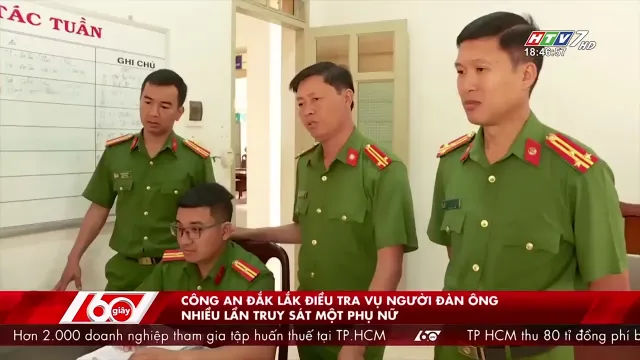 TÁC TUẦN
GHI CHÚ
HTV7 HD
18:46:57
60 giây
CÔNG AN ĐẮK LẮK ĐIỀU TRA VỤ NGƯỜI ĐÀN ÔNG
NHIỀU LẦN TRUY SÁT MỘT PHỤ NỮ
Hơn 2.000 doanh nghiệp tham gia tập huấn thuế tại TP.HCM 60s TP HCM thu 80 tỉ đồng phí b